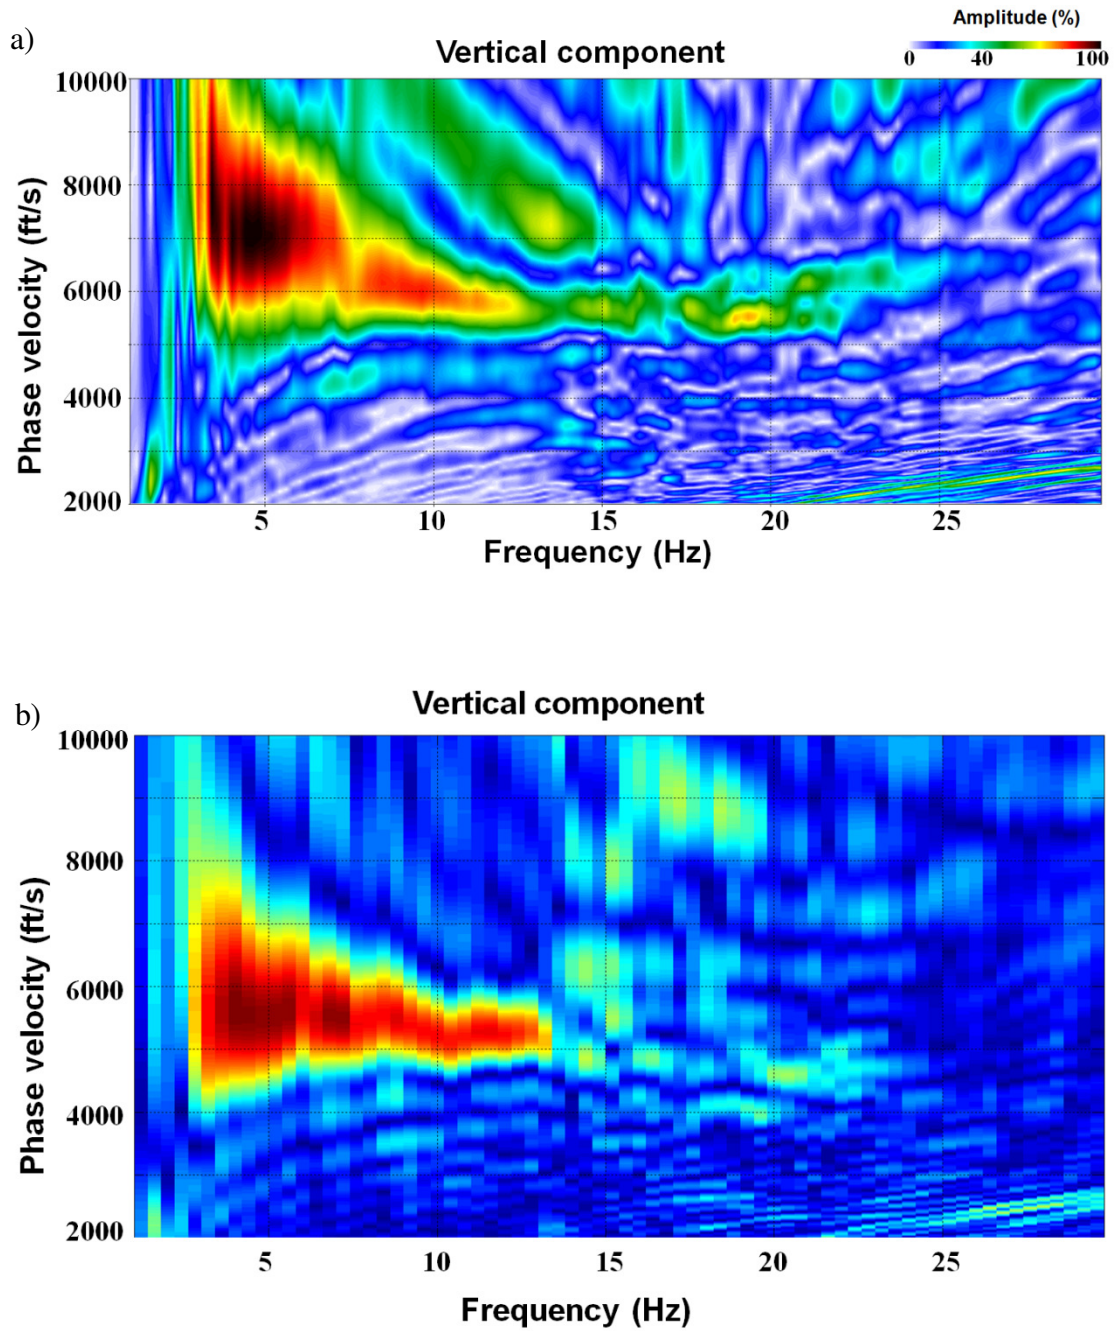 a)
Amplitude (%)
Vertical component
0 40 100
10000
8000
6000
4000
2000
Phase velocity (ft/s)
5 10 15 20 25
Frequency (Hz)
b)
Vertical component
10000
8000
6000
4000
2000
Phase velocity (ft/s)
5 10 15 20 25
Frequency (Hz)